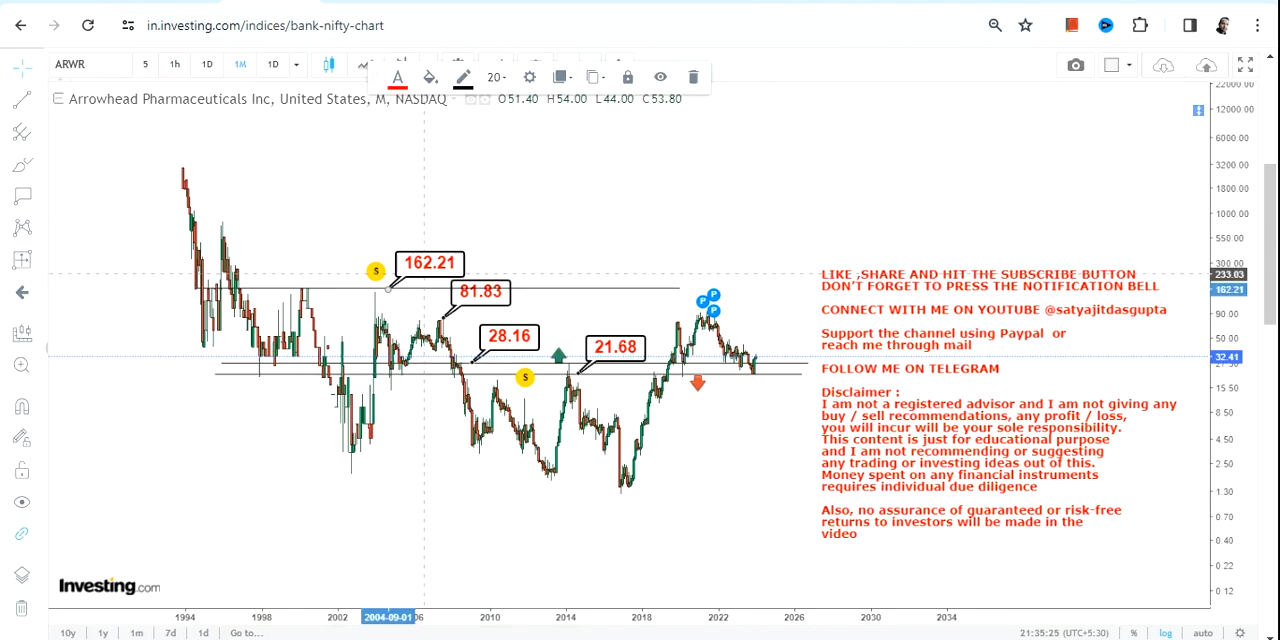 in.investing.com/indices/bank-nifty-chart
ARWR 5 1h 1D 1M 1D
A 20
Arrowhead Pharmaceuticals Inc, United States, M, NASDAQ O51.40 H54.00 L44.00 C53.80
12000.00
6000.00
3200.00
1800.00
1000.00
550.00
300.00
233.03
162.21
90.00
50.00
32.41
15.50
8.50
4.50
2.50
1.30
0.70
0.40
0.22
0.12
S
162.21
81.83
28.16
21.68
S
P
P
P
LIKE ,SHARE AND HIT THE SUBSCRIBE BUTTON
DON'T FORGET TO PRESS THE NOTIFICATION BELL
CONNECT WITH ME ON YOUTUBE @satyajitdasgupta
Support the channel using Paypal or
reach me through mail
FOLLOW ME ON TELEGRAM
Disclaimer :
I am not a registered advisor and I am not giving any
buy / sell recommendations, any profit / loss,
you will incur will be your sole responsibility.
This content is just for educational purpose
and I am not recommending or suggesting
any trading or investing ideas out of this.
Money spent on any financial instruments
requires individual due diligence
Also, no assurance of guaranteed or risk-free
returns to investors will be made in the
video
Investing.com
1994 1998 2002 2004-09-01 06 2010 2014 2018 2022 2026 2030 2034
10y 1y 1m 7d 1d Go to... 21:35:25 (UTC+5:30) % log auto